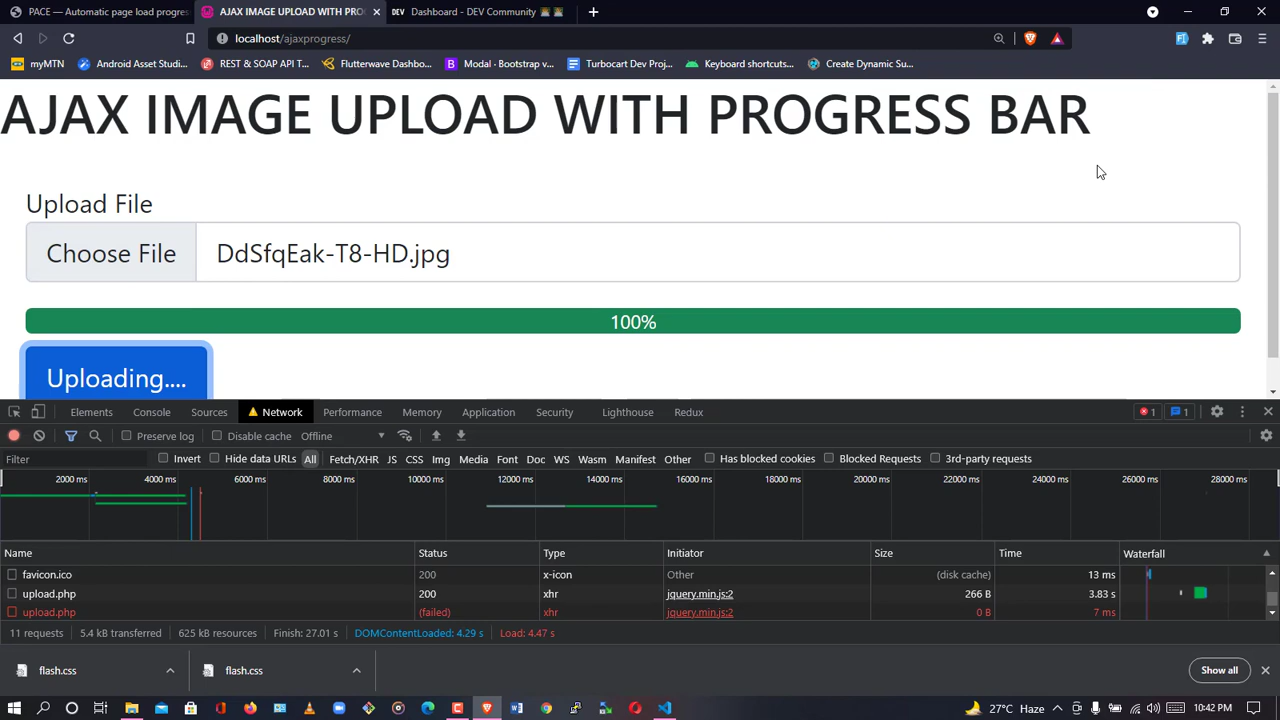 PACE — Automatic page load progres
AJAX IMAGE UPLOAD WITH PRO
DEV Dashboard - DEV Community
localhost/ajaxprogress/
myMTN
Android Asset Studi...
REST & SOAP API T...
Flutterwave Dashbo...
Modal · Bootstrap v...
Turbocart Dev Proj...
Keyboard shortcuts...
Create Dynamic Su...
AJAX IMAGE UPLOAD WITH PROGRESS BAR
Upload File
Choose File DdSfqEak-T8-HD.jpg
100%
Uploading....
Elements Console Sources Network Performance Memory Application Security Lighthouse Redux 1 1
Preserve log Disable cache Offline
Filter Invert Hide data URLs All Fetch/XHR JS CSS Img Media Font Doc WS Wasm Manifest Other Has blocked cookies Blocked Requests 3rd-party requests
2000 ms 4000 ms 6000 ms 8000 ms 10000 ms 12000 ms 14000 ms 16000 ms 18000 ms 20000 ms 22000 ms 24000 ms 26000 ms 28000 ms
Name Status Type Initiator Size Time Waterfall
favicon.ico 200 x-icon Other (disk cache) 13 ms
upload.php 200 xhr jquery.min.js:2 266 B 3.83 s
upload.php (failed) xhr jquery.min.js:2 0 B 7 ms
11 requests 5.4 kB transferred 625 kB resources Finish: 27.01 s DOMContentLoaded: 4.29 s Load: 4.47 s
flash.css flash.css Show all
27°C Haze 10:42 PM